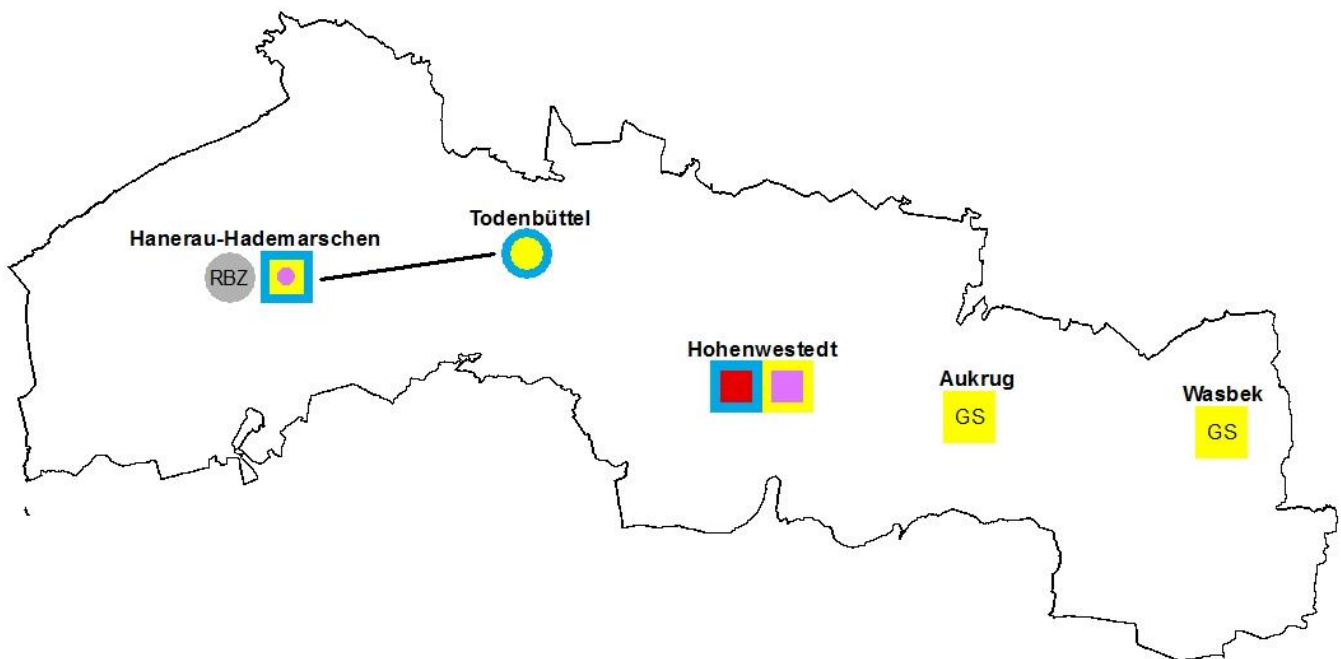 Todenbüttel
Hanerau-Hademarschen
RBZ
Hohenwestedt
Aukrug
GS
Wasbek
GS